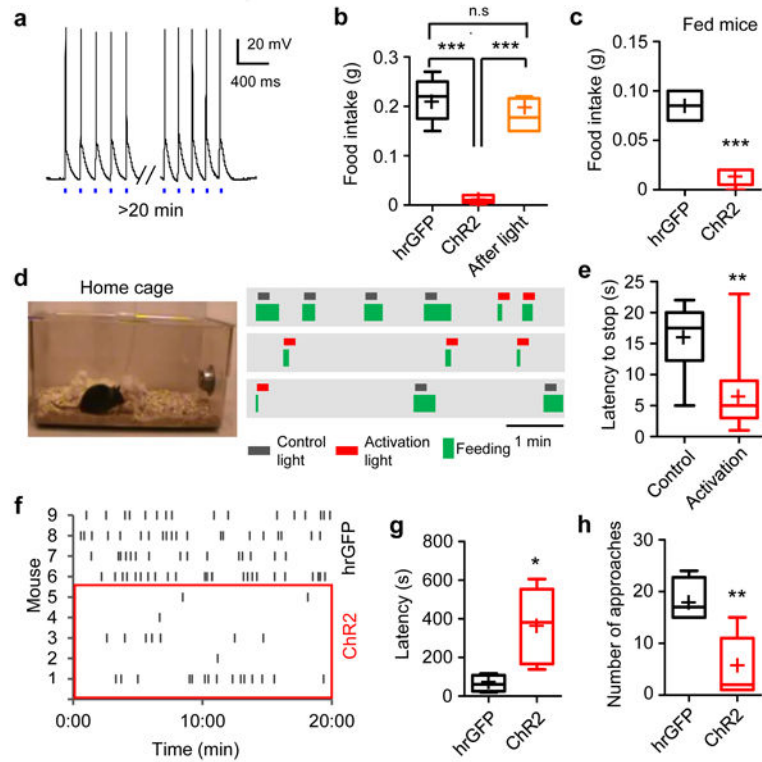 a
20 mV
400 ms
>20 min
b
n.s
*** ***
Food intake (g)
0.3
0.2
0.1
0
hrGFP
ChR2
After light
c
Fed mice
Food intake (g)
0.15
0.10
0.05
0
***
hrGFP
ChR2
d
Home cage
Control light
Activation light
Feeding
1 min
e
Latency to stop (s)
25
20
15
10
5
0
**
Control
Activation
f
Mouse
9
8
7
6
5
4
3
2
1
hrGFP
ChR2
0:00 10:00 20:00
Time (min)
g
Latency (s)
800
600
400
200
0
*
hrGFP
ChR2
h
Number of approaches
30
20
10
0
**
hrGFP
ChR2